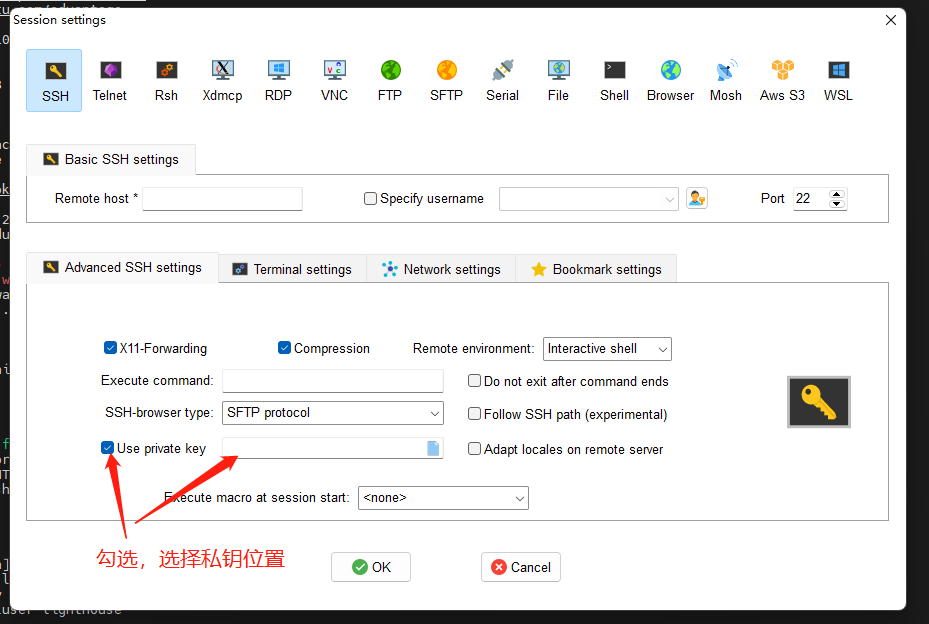 Session settings
SSH Telnet Rsh Xdmcp RDP VNC FTP SFTP Serial File Shell Browser Mosh Aws S3 WSL
Basic SSH settings
Remote host * Specify username Port 22
Advanced SSH settings Terminal settings Network settings Bookmark settings
X11-Forwarding Compression Remote environment: Interactive shell
Execute command: Do not exit after command ends
SSH-browser type: SFTP protocol Follow SSH path (experimental)
Use private key Adapt locales on remote server
Execute macro at session start: <none>
勾选，选择私钥位置
OK Cancel